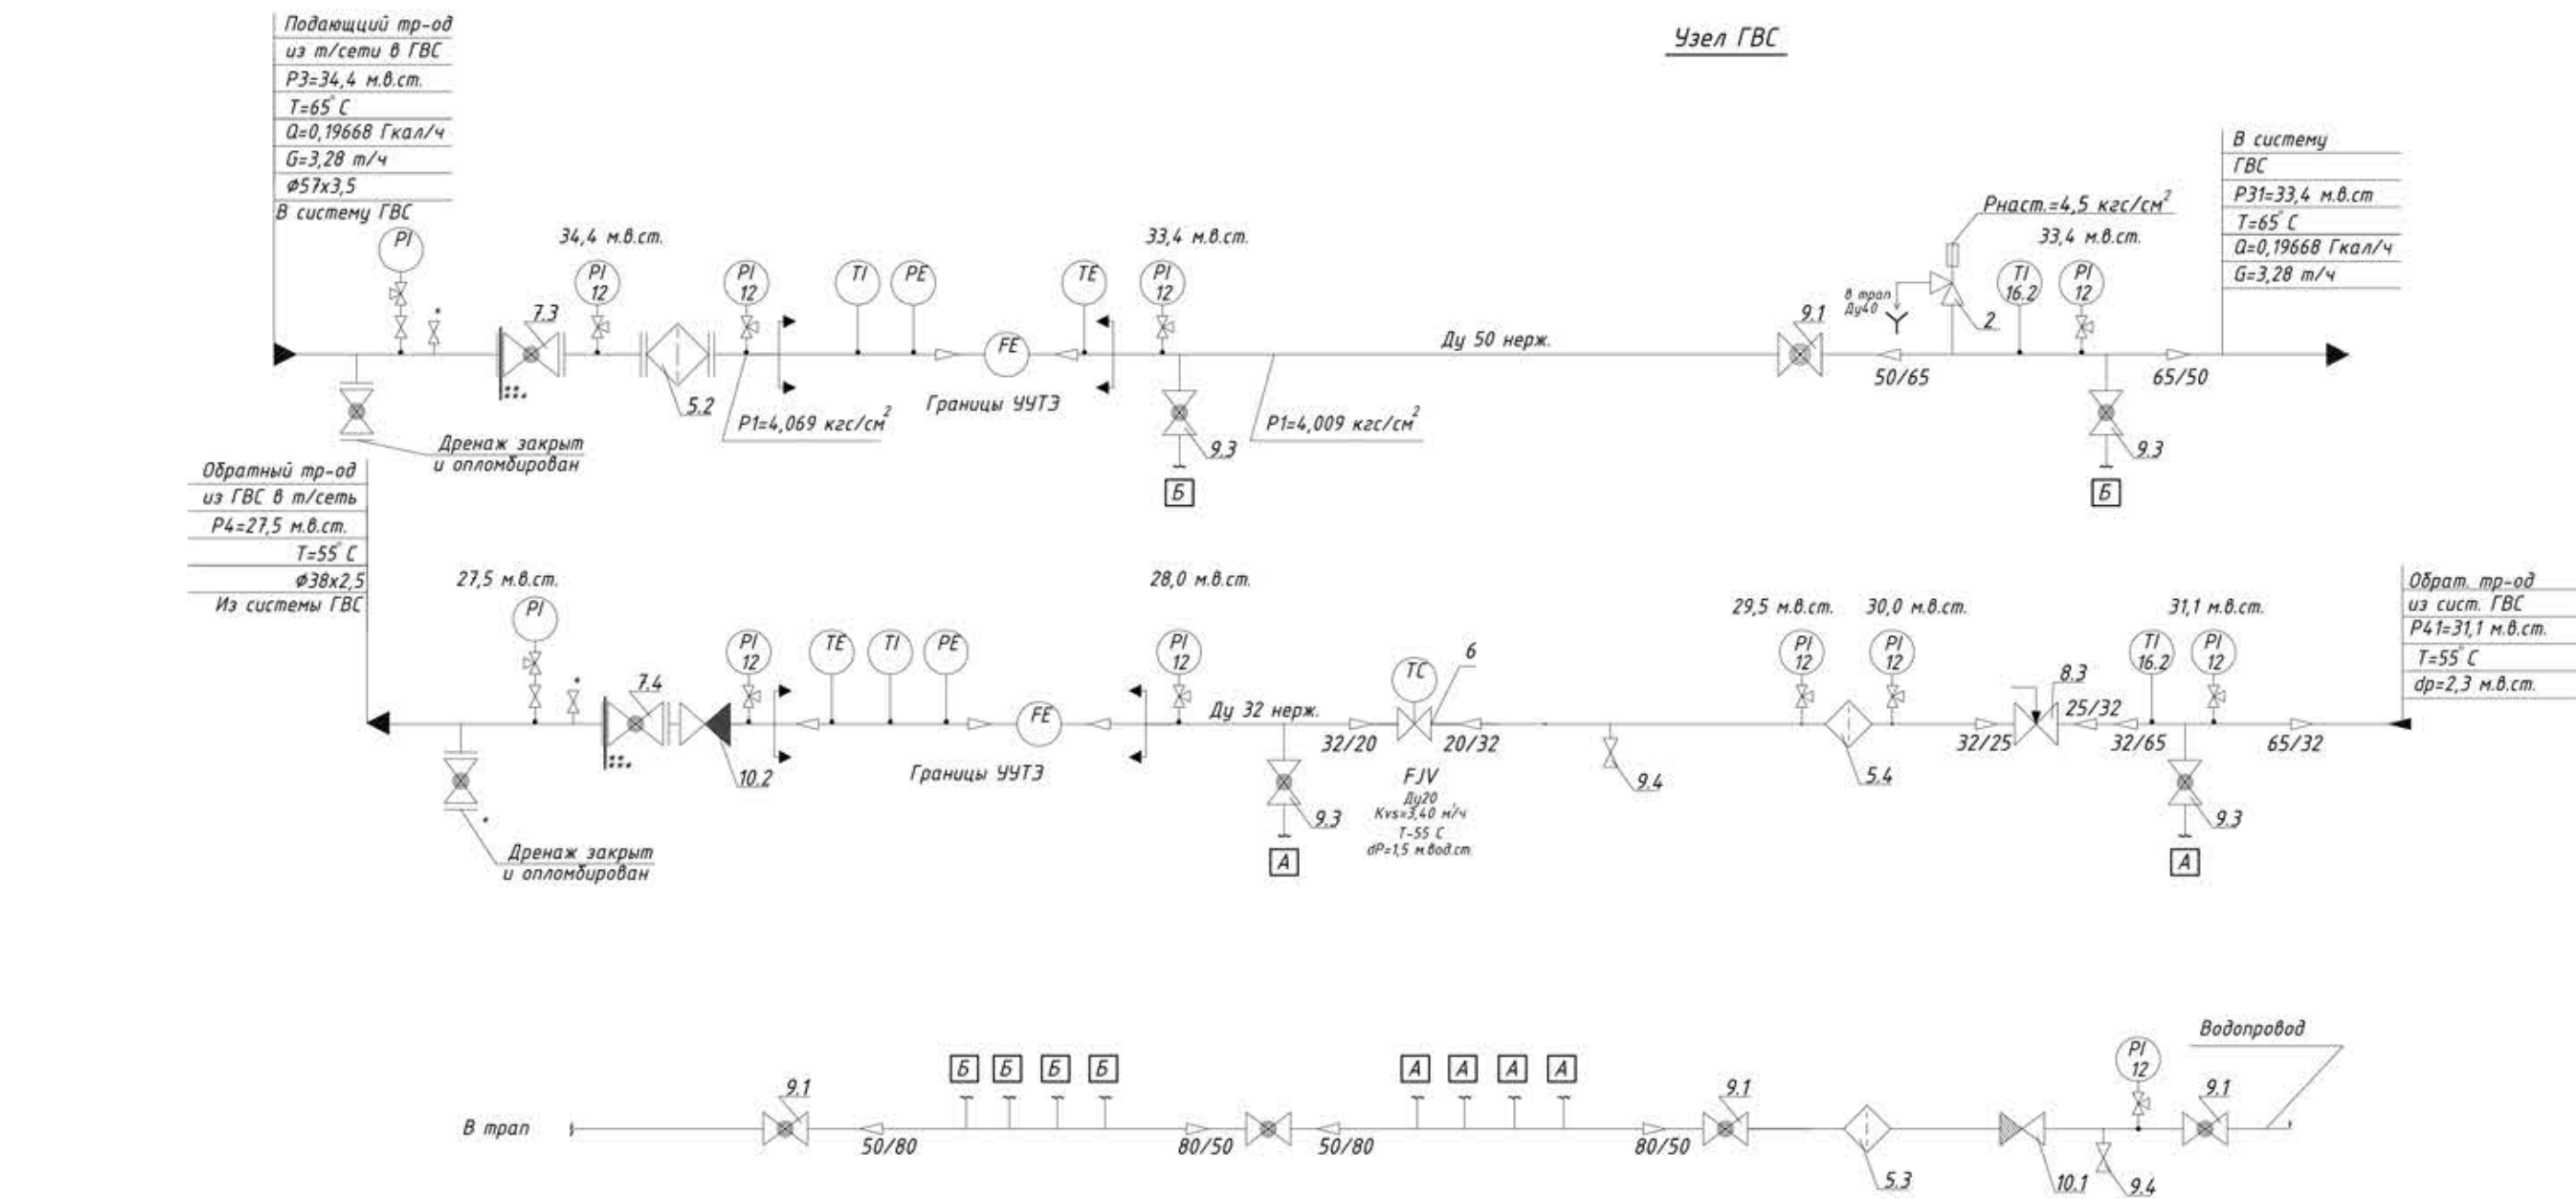 Узел ГВС
Подающций тр-од
из т/сети в ГВС
Р3=34,4 м.в.ст.
Т=65°С
Q=0,19668 Гкал/ч
G=3,28 т/ч
φ57х3,5
В систему ГВС
PI
34,4 м.в.ст.
7.3
PI
12
5.2
PI
12
Р1=4,069 кгс/см²
TI
PE
FE
TE
Границы УУТЭ
33,4 м.в.ст.
PI
12
9.3
Б
Р1=4,009 кгс/см²
Ду 50 нерж.
9.1
в трап
Ду40
50/65
Рнаст.=4,5 кгс/см²
2
33,4 м.в.ст.
TI
16.2
PI
12
9.3
Б
65/50
В систему
ГВС
Р31=33,4 м.в.ст
Т=65°С
Q=0,19668 Гкал/ч
G=3,28 т/ч
*
Дренаж закрыт
и опломбирован
Обратный тр-од
из ГВС в т/сеть
Р4=27,5 м.в.ст.
Т=55°С
φ38х2,5
Из системы ГВС
27,5 м.в.ст.
PI
*
7.4
10.2
PI
12
TE
TI
PE
FE
Границы УУТЭ
28,0 м.в.ст.
PI
12
Ду 32 нерж.
9.3
А
32/20
TC
6
20/32
FJV
Ду20
Kvs=3,40 м³/ч
Т-55 С
dP=1,5 м.вод.ст.
9.4
29,5 м.в.ст.
PI
12
30,0 м.в.ст.
PI
12
5.4
32/25
8.3
25/32
32/65
31,1 м.в.ст.
TI
16.2
PI
12
9.3
А
65/32
Обрат. тр-од
из сист. ГВС
Р41=31,1 м.в.ст.
Т=55°С
dp=2,3 м.в.ст.
*
Дренаж закрыт
и опломбирован
В трап
9.1
50/80
Б Б Б Б
80/50
50/80
А А А А
80/50
9.1
5.3
10.1
9.4
PI
12
9.1
Водопровод